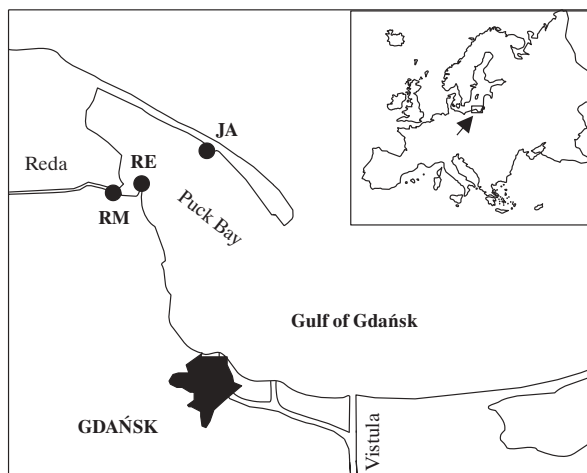 JA
Reda
RE
RM
Puck Bay
Gulf of Gdańsk
GDAŃSK
Vistula